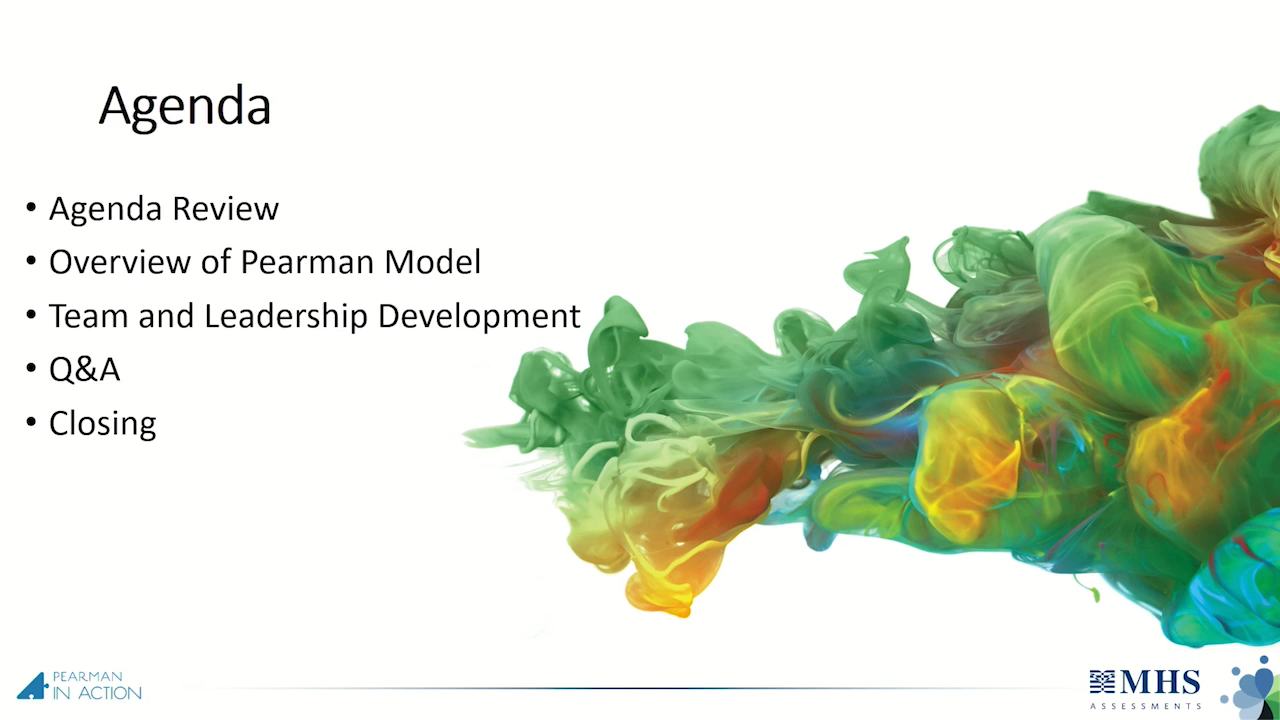 Agenda
• Agenda Review
• Overview of Pearman Model
• Team and Leadership Development
• Q&A
• Closing
PEARMAN
IN ACTION
MHS
ASSESSMENTS